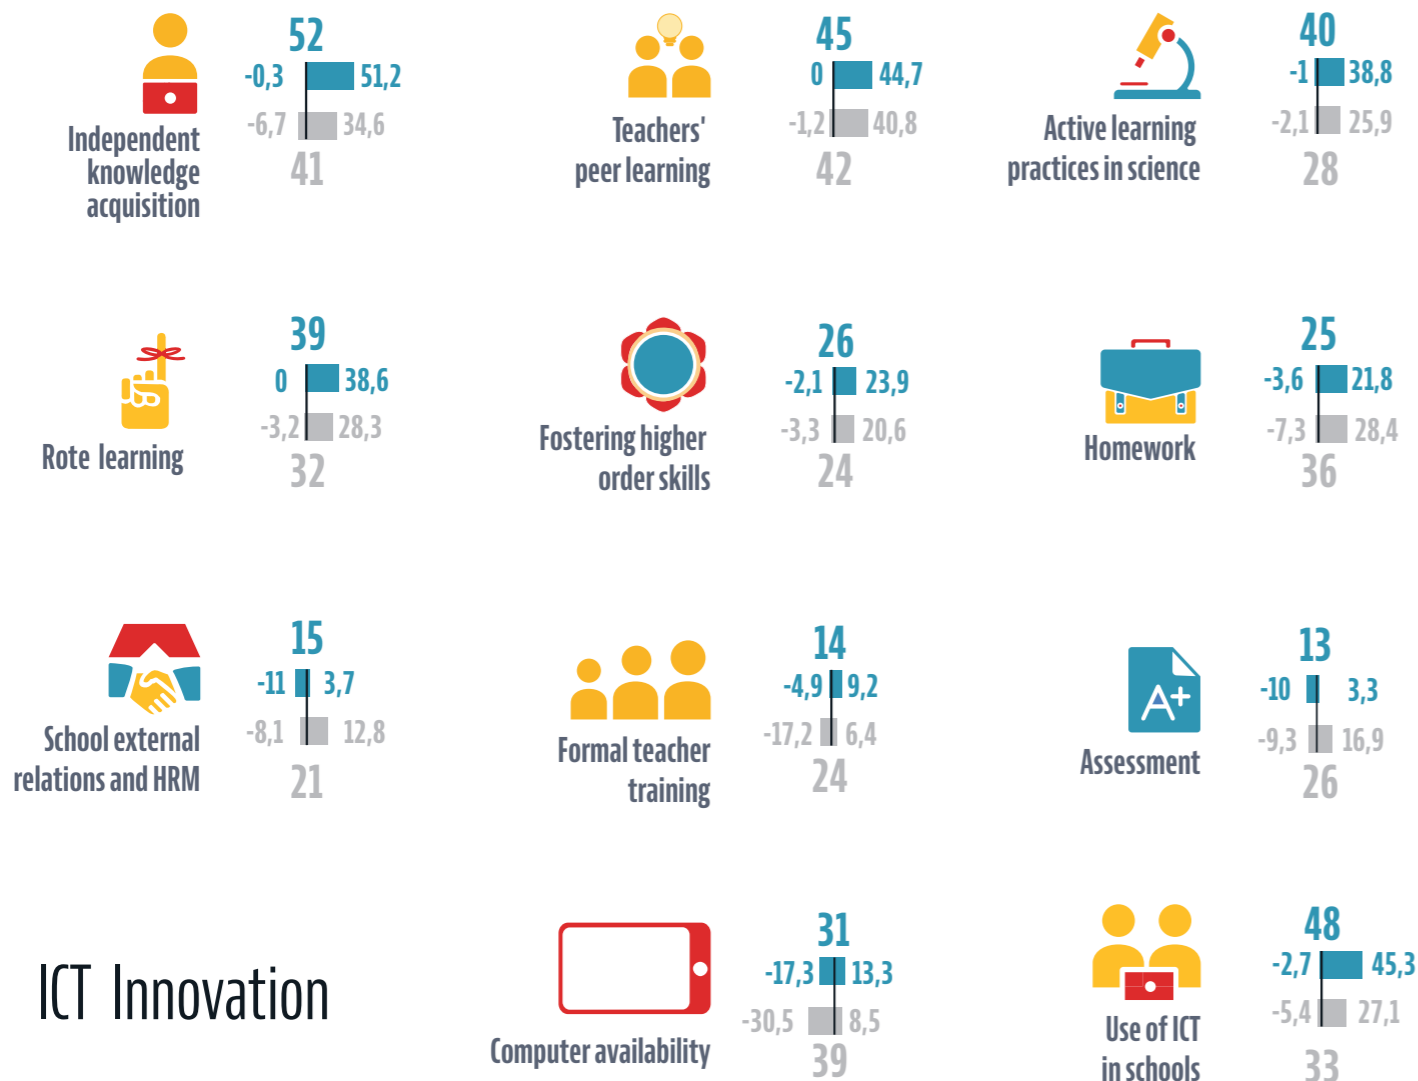 52
-0,3 51,2
-6,7 34,6
41
Independent
knowledge
acquisition
45
0 44,7
-1,2 40,8
42
Teachers'
peer learning
40
-1 38,8
-2,1 25,9
28
Active learning
practices in science
39
0 38,6
-3,2 28,3
32
Rote learning
26
-2,1 23,9
-3,3 20,6
24
Fostering higher
order skills
25
-3,6 21,8
-7,3 28,4
36
Homework
15
-11 3,7
-8,1 12,8
21
School external
relations and HRM
14
-4,9 9,2
-17,2 6,4
24
Formal teacher
training
A+
13
-10 3,3
-9,3 16,9
26
Assessment
ICT Innovation
31
-17,3 13,3
-30,5 8,5
39
Computer availability
48
-2,7 45,3
-5,4 27,1
33
Use of ICT
in schools